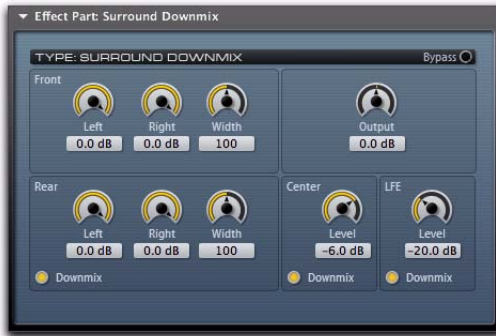 Effect Part: Surround Downmix
TYPE: SURROUND DOWNMIX
Bypass
Front
Left
Right
Width
0.0 dB
0.0 dB
100
Output
0.0 dB
Rear
Left
Right
Width
0.0 dB
0.0 dB
100
Downmix
Center
Level
−6.0 dB
Downmix
LFE
Level
−20.0 dB
Downmix